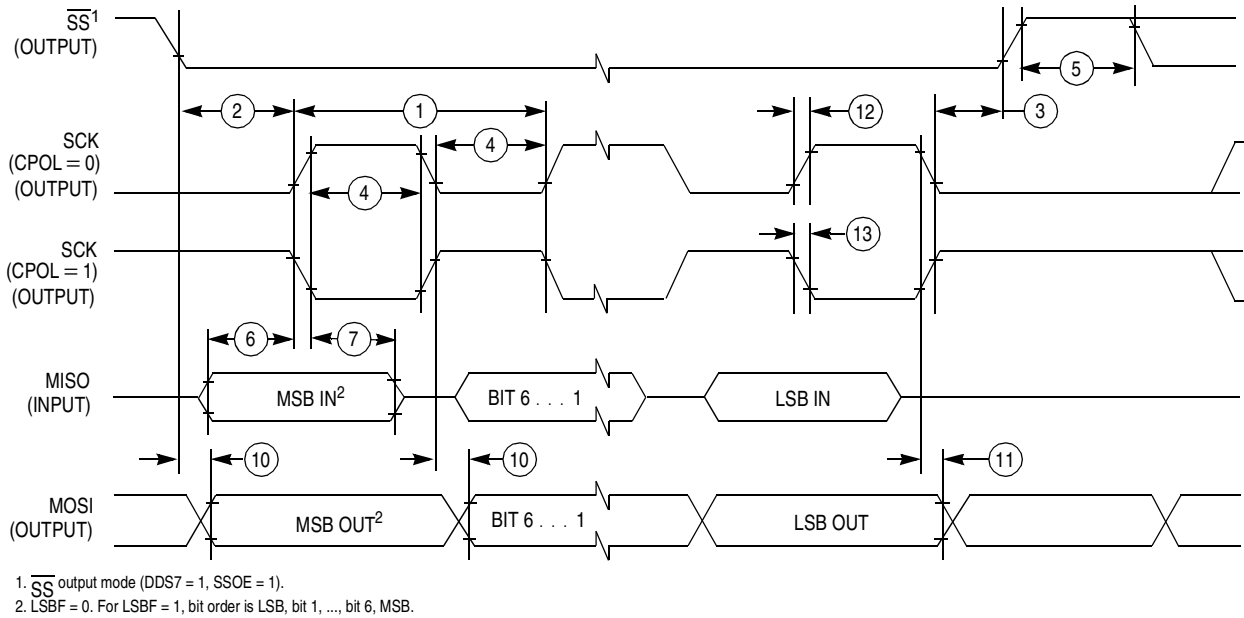 SS1
(OUTPUT)
5
2
1
12
3
SCK
(CPOL = 0)
(OUTPUT)
4
4
SCK
(CPOL = 1)
(OUTPUT)
13
6
7
MISO
(INPUT)
MSB IN2
BIT 6 . . . 1
LSB IN
10
10
11
MOSI
(OUTPUT)
MSB OUT2
BIT 6 . . . 1
LSB OUT
1. SS output mode (DDS7 = 1, SSOE = 1).
2. LSBF = 0. For LSBF = 1, bit order is LSB, bit 1, ..., bit 6, MSB.